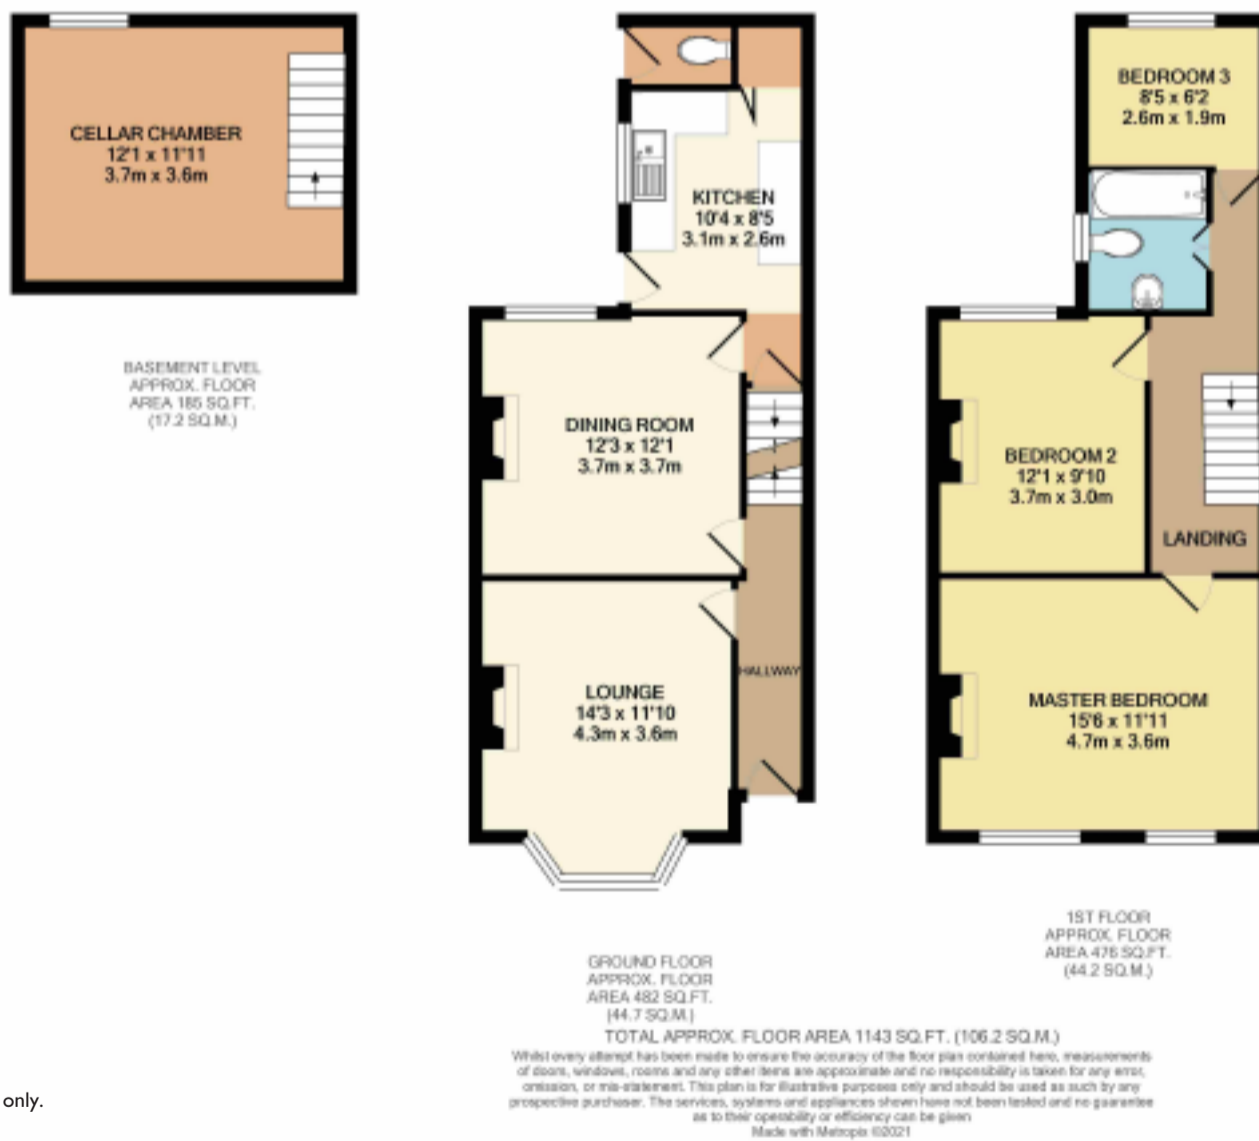 CELLAR CHAMBER
12'1 x 11'11
3.7m x 3.6m
BASEMENT LEVEL
APPROX. FLOOR
AREA 185 SQ.FT.
(17.2 SQ.M.)
KITCHEN
10'4 x 8'5
3.1m x 2.6m
DINING ROOM
12'3 x 12'1
3.7m x 3.7m
HALLWAY
LOUNGE
14'3 x 11'10
4.3m x 3.6m
GROUND FLOOR
APPROX. FLOOR
AREA 482 SQ.FT.
(44.7 SQ.M.)
BEDROOM 3
8'5 x 6'2
2.6m x 1.9m
BEDROOM 2
12'1 x 9'10
3.7m x 3.0m
LANDING
MASTER BEDROOM
15'6 x 11'11
4.7m x 3.6m
1ST FLOOR
APPROX. FLOOR
AREA 476 SQ.FT.
(44.2 SQ.M.)
TOTAL APPROX. FLOOR AREA 1143 SQ.FT. (106.2 SQ.M.)
Whilst every attempt has been made to ensure the accuracy of the floor plan contained here, measurements
of doors, windows, rooms and any other items are approximate and no responsibility is taken for any error,
omission, or mis-statement. This plan is for illustrative purposes only and should be used as such by any
prospective purchaser. The services, systems and appliances shown have not been tested and no guarantee
as to their operability or efficiency can be given
Made with Metropix ©2021
only.